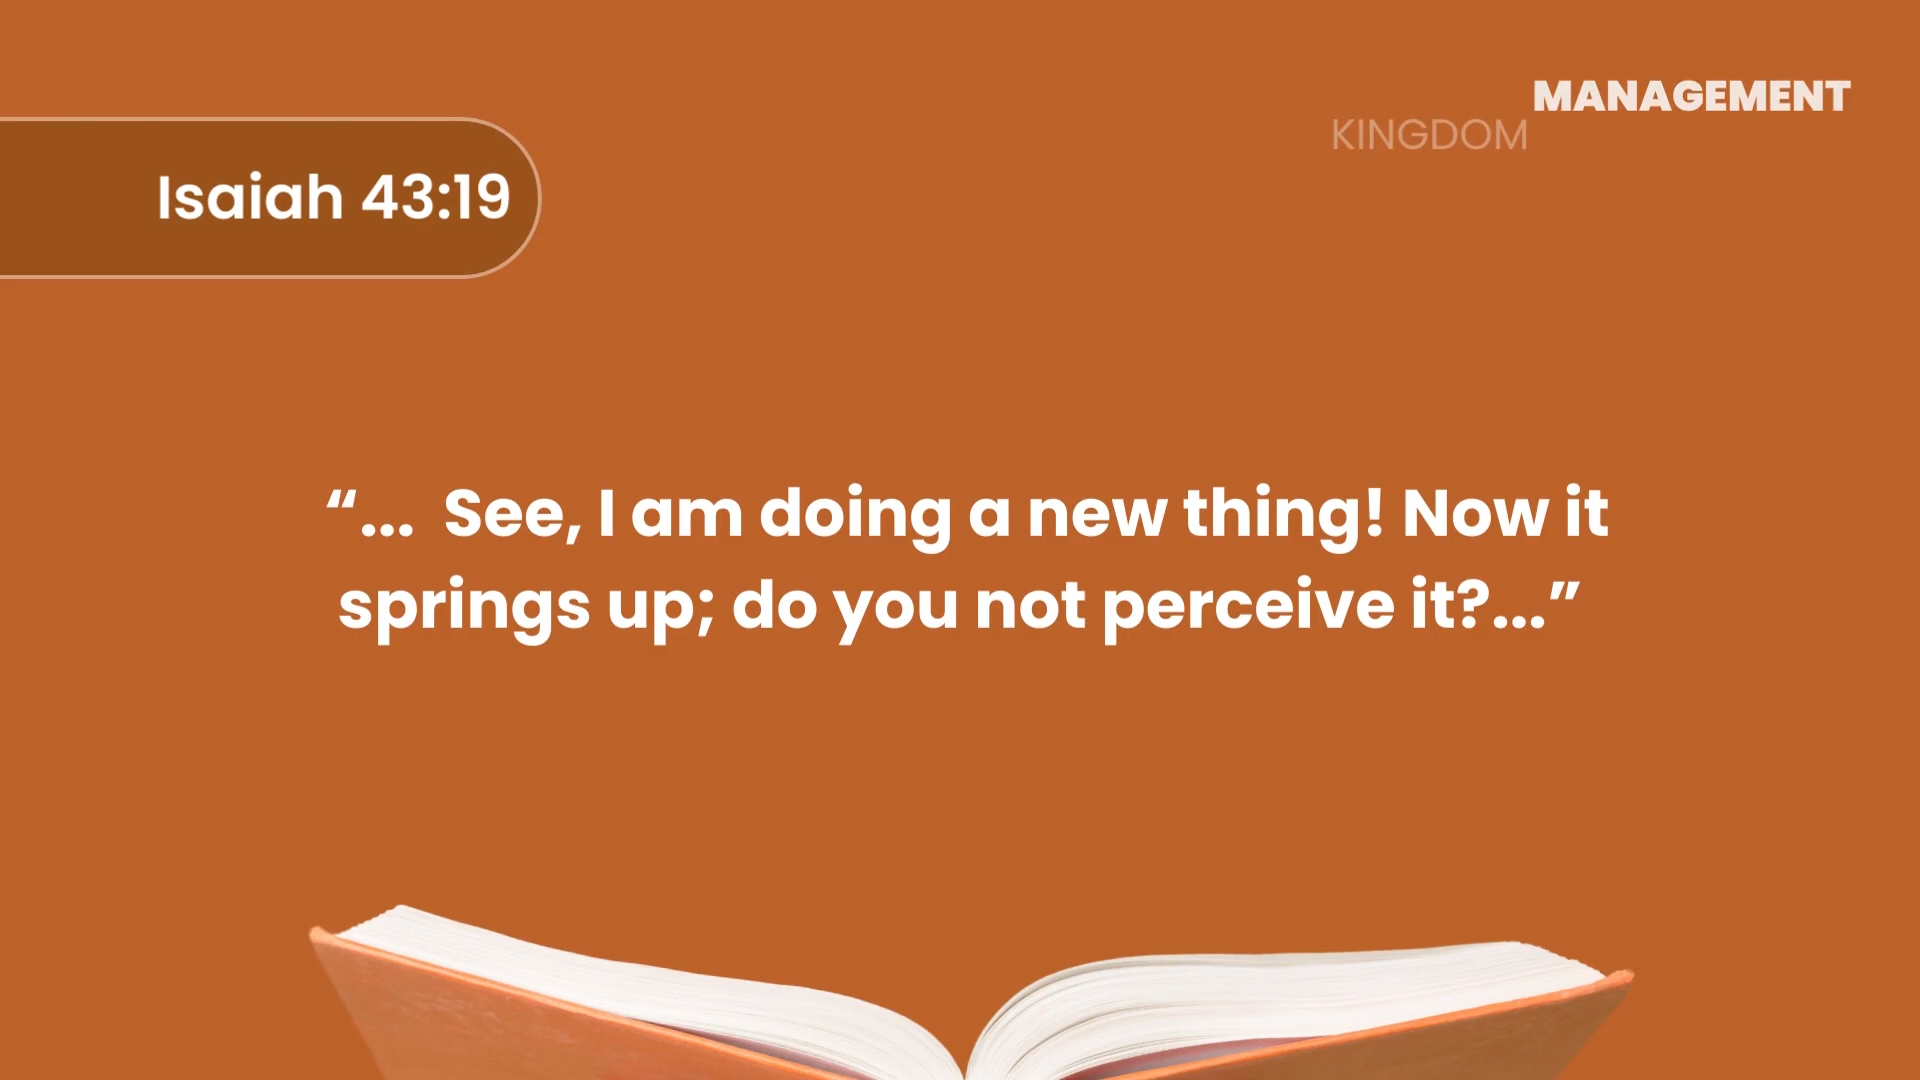 MANAGEMENT
KINGDOM
Isaiah 43:19
“...  See, I am doing a new thing! Now it
springs up; do you not perceive it?...”